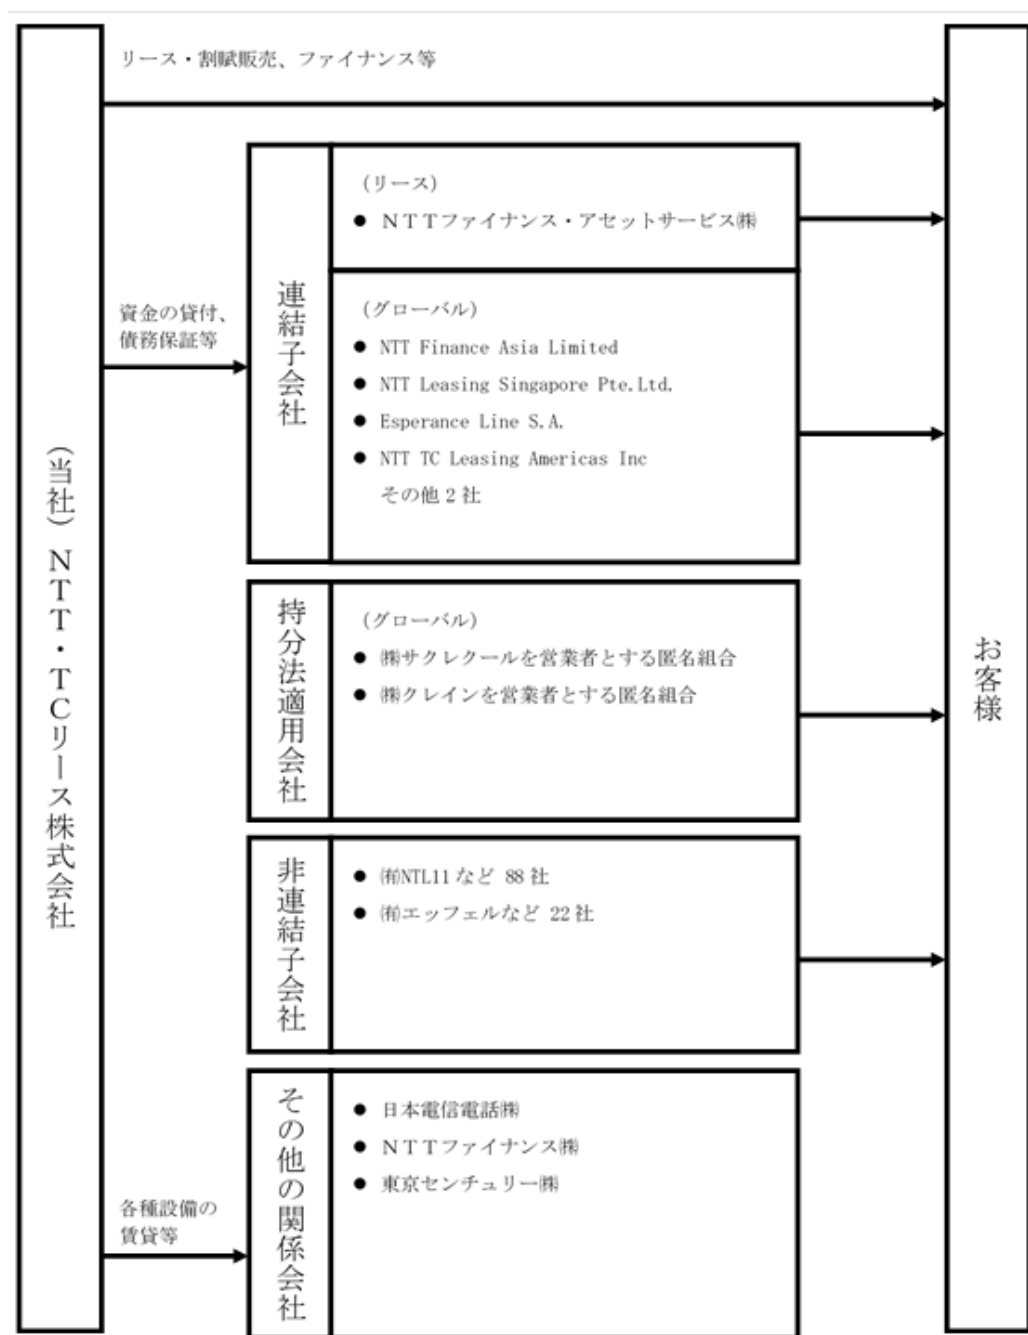 (当社)NTT・TCリース株式会社
リース・割賦販売、ファイナンス等
資金の貸付、
債務保証等
連結子会社
(リース)
● ＮＴＴファイナンス・アセットサービス㈱
(グローバル)
● NTT Finance Asia Limited
● NTT Leasing Singapore Pte.Ltd.
● Esperance Line S.A.
● NTT TC Leasing Americas Inc
その他 2 社
持分法適用会社
(グローバル)
● ㈱サクレクールを営業者とする匿名組合
● ㈱クレインを営業者とする匿名組合
非連結子会社
● ㈲NTL11 など 88 社
● ㈲エッフェルなど 22 社
各種設備の
賃貸等
その他の関係会社
● 日本電信電話㈱
● ＮＴＴファイナンス㈱
● 東京センチュリー㈱
お客様